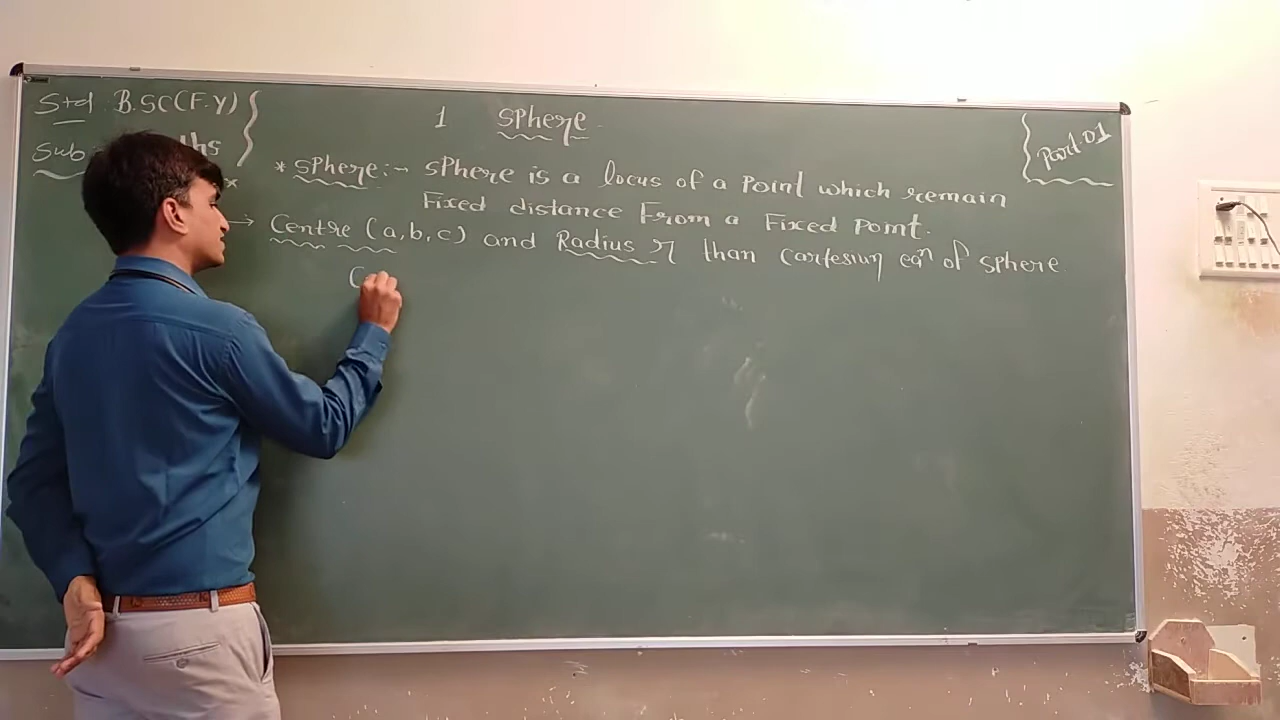 Std B.SC(F.Y)
1 Sphere
Part-01
Sub ths
* Sphere:- Sphere is a locus of a Point which remain
Fixed distance From a Fixed Point.
→ Centre (a, b, c) and Radius r than cartesian eqn of sphere
(